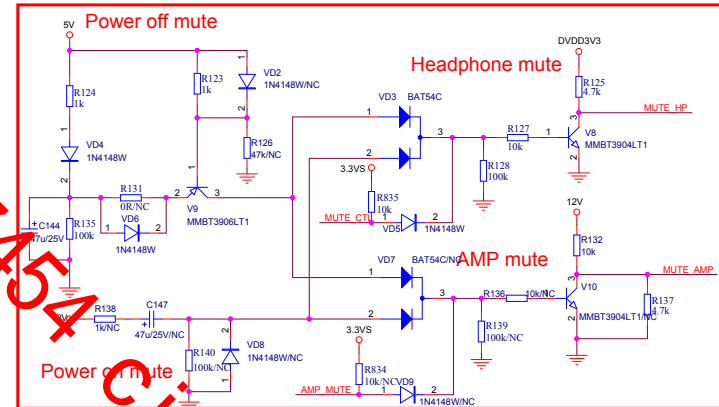 Power off mute
5V
R124
1k
VD4
1N4148W
R123
1k
VD2
1N4148W/NC
R126
47k/NC
R131
0R/NC
VD6
1N4148W
V9
MMBT3906LT1
C144
47u/25V
R135
100k
R138
1k/NC
C147
47u/25V/NC
R140
100k/NC
VD8
1N4148W/NC
Power on mute
Headphone mute
VD3 BAT54C
3.3VS
R835
10k
MUTE_CTL
VD5
1N4148W
R127
10k
R128
100k
DVDD3V3
R125
4.7k
MUTE_HP
V8
MMBT3904LT1
AMP mute
VD7 BAT54C/NC
3.3VS
R834
10k/NC
AMP_MUTE
VD9
1N4148W/NC
R136 10k/NC
R139
100k/NC
12V
R132
10k
MUTE_AMP
V10
MMBT3904LT1/NC
R137
4.7k